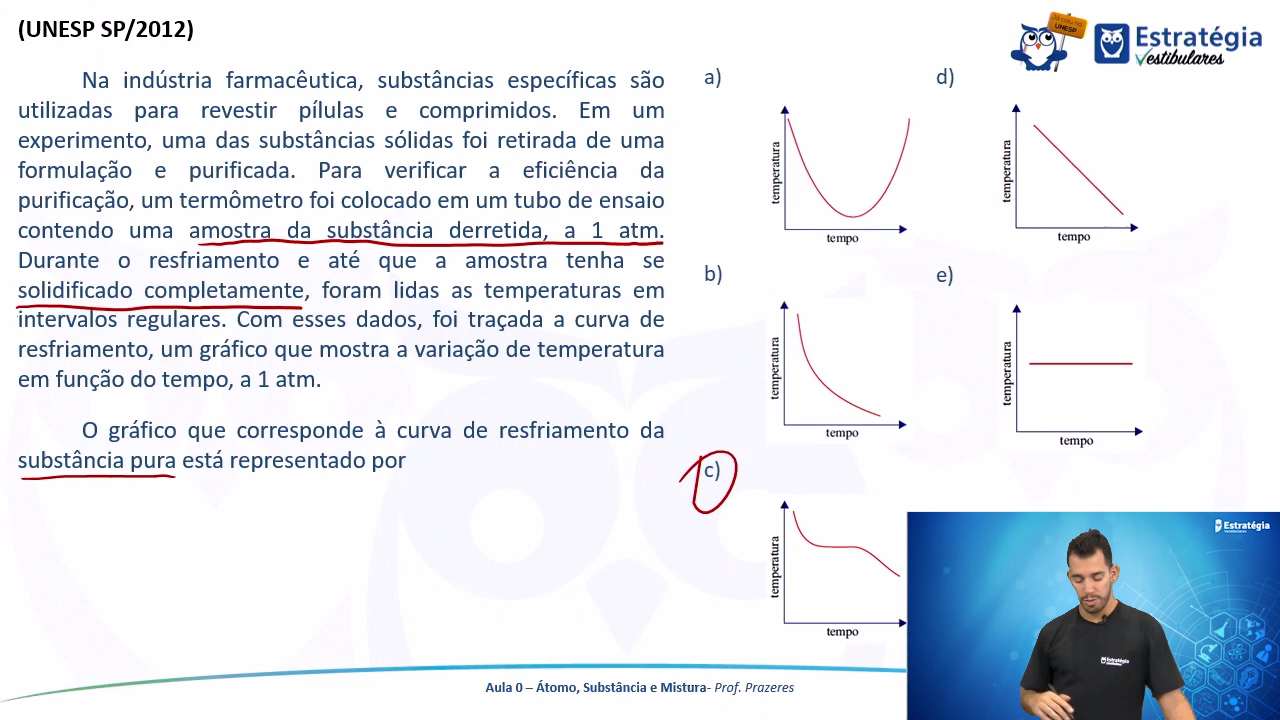 (UNESP SP/2012)
DO CAJU NA
UNESP
Estratégia
Vestibulares
Na indústria farmacêutica, substâncias específicas são
utilizadas para revestir pílulas e comprimidos. Em um
experimento, uma das substâncias sólidas foi retirada de uma
formulação e purificada. Para verificar a eficiência da
purificação, um termômetro foi colocado em um tubo de ensaio
contendo uma amostra da substância derretida, a 1 atm.
Durante o resfriamento e até que a amostra tenha se
solidificado completamente, foram lidas as temperaturas em
intervalos regulares. Com esses dados, foi traçada a curva de
resfriamento, um gráfico que mostra a variação de temperatura
em função do tempo, a 1 atm.
O gráfico que corresponde à curva de resfriamento da
substância pura está representado por
a)
temperatura
tempo
b)
temperatura
tempo
c)
temperatura
tempo
d)
temperatura
tempo
e)
temperatura
tempo
Estratégia
Vestibulares
Estratégia
Aula 0 – Átomo, Substância e Mistura- Prof. Prazeres